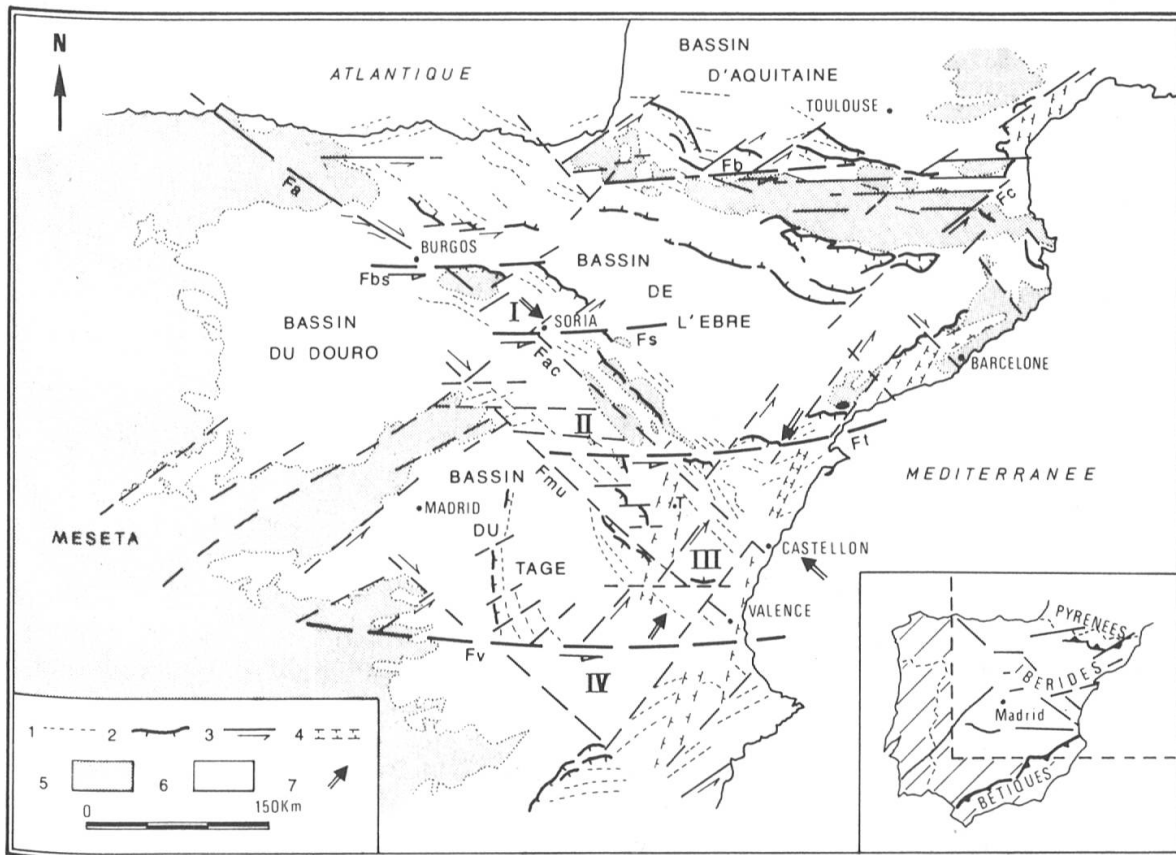 N
ATLANTIQUE
BASSIN
D'AQUITAINE
TOULOUSE
Fb
Fa
Fc
BURGOS
Fbs
BASSIN
DE
L'EBRE
I
SORIA
Fs
Fac
BASSIN
DU DOURO
BARCELONE
II
Ft
MEDITERRANEE
BASSIN
DU
TAGE
Fmu
MADRID
T
MESETA
III
CASTELLON
VALENCE
Fv
IV
1 2 3 4
5 6 7
0 150Km
PYRENEES
IBERIDES
Madrid
BETIQUES